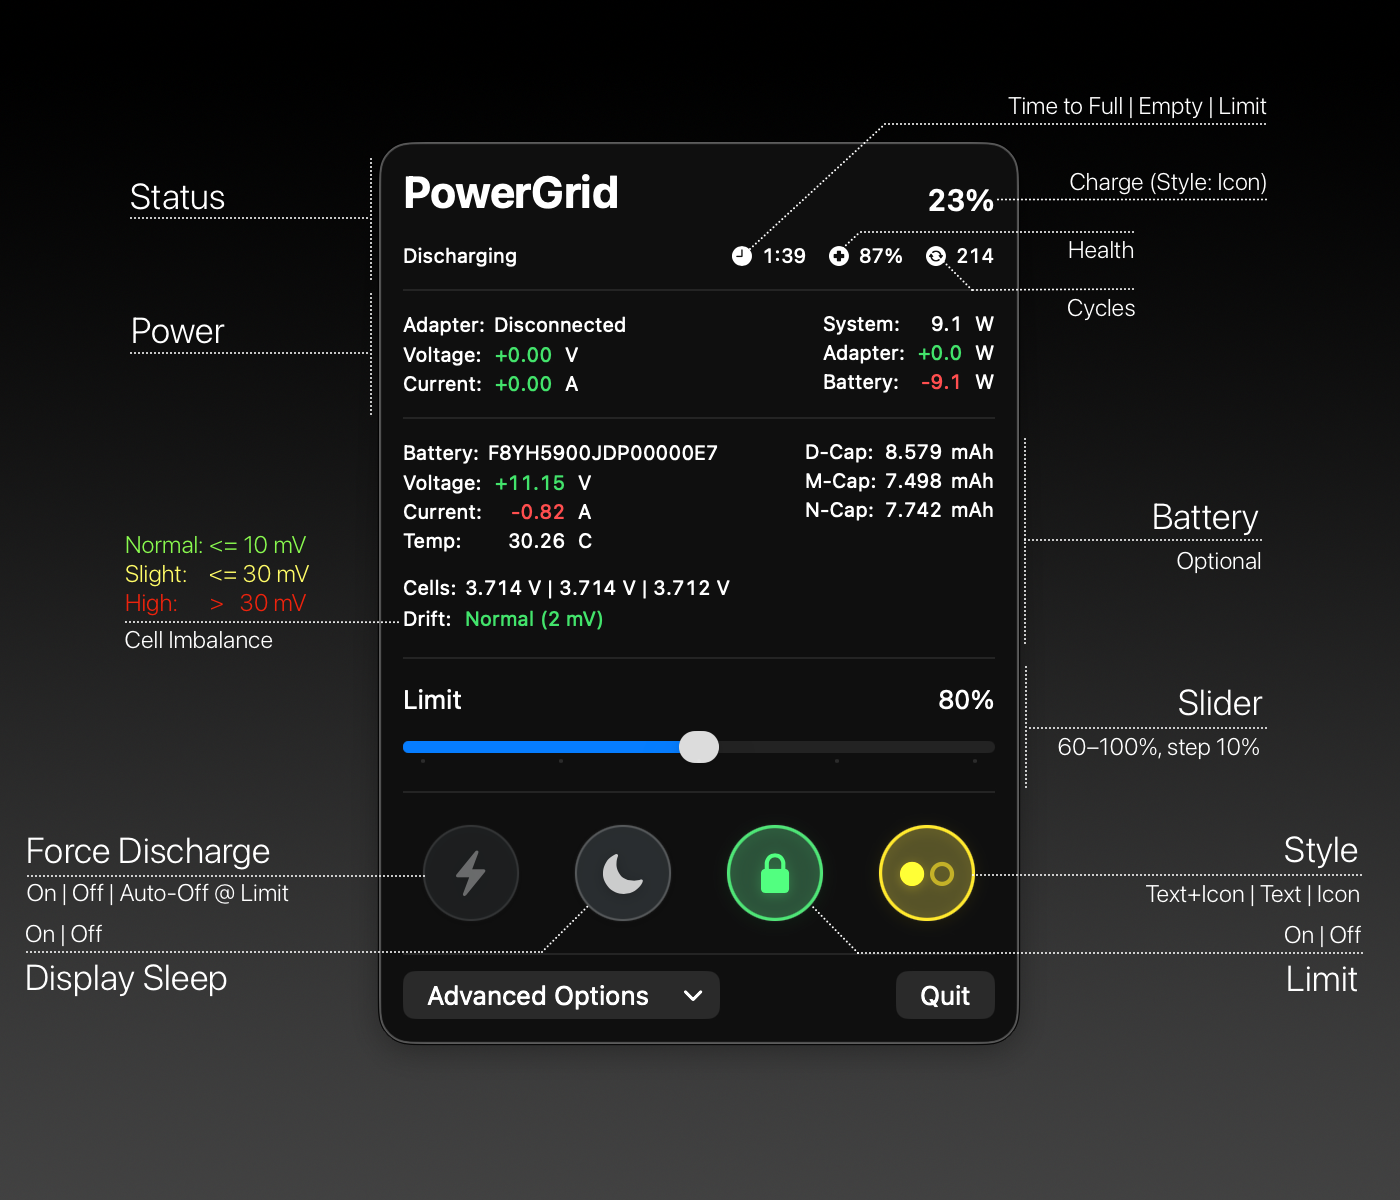 Time to Full | Empty | Limit
Status
PowerGrid
23%
Charge (Style: Icon)
Discharging
1:39
87%
214
Health
Cycles
Power
Adapter: Disconnected
Voltage: +0.00 V
Current: +0.00 A
System: 9.1 W
Adapter: +0.0 W
Battery: -9.1 W
Battery: F8YH5900JDP00000E7
Voltage: +11.15 V
Current: -0.82 A
Temp: 30.26 C
D-Cap: 8.579 mAh
M-Cap: 7.498 mAh
N-Cap: 7.742 mAh
Battery
Optional
Normal: <= 10 mV
Slight: <= 30 mV
High: > 30 mV
Cell Imbalance
Cells: 3.714 V | 3.714 V | 3.712 V
Drift: Normal (2 mV)
Limit 80%
Slider
60–100%, step 10%
Force Discharge
On | Off | Auto-Off @ Limit
On | Off
Display Sleep
Style
Text+Icon | Text | Icon
On | Off
Limit
Advanced Options
Quit